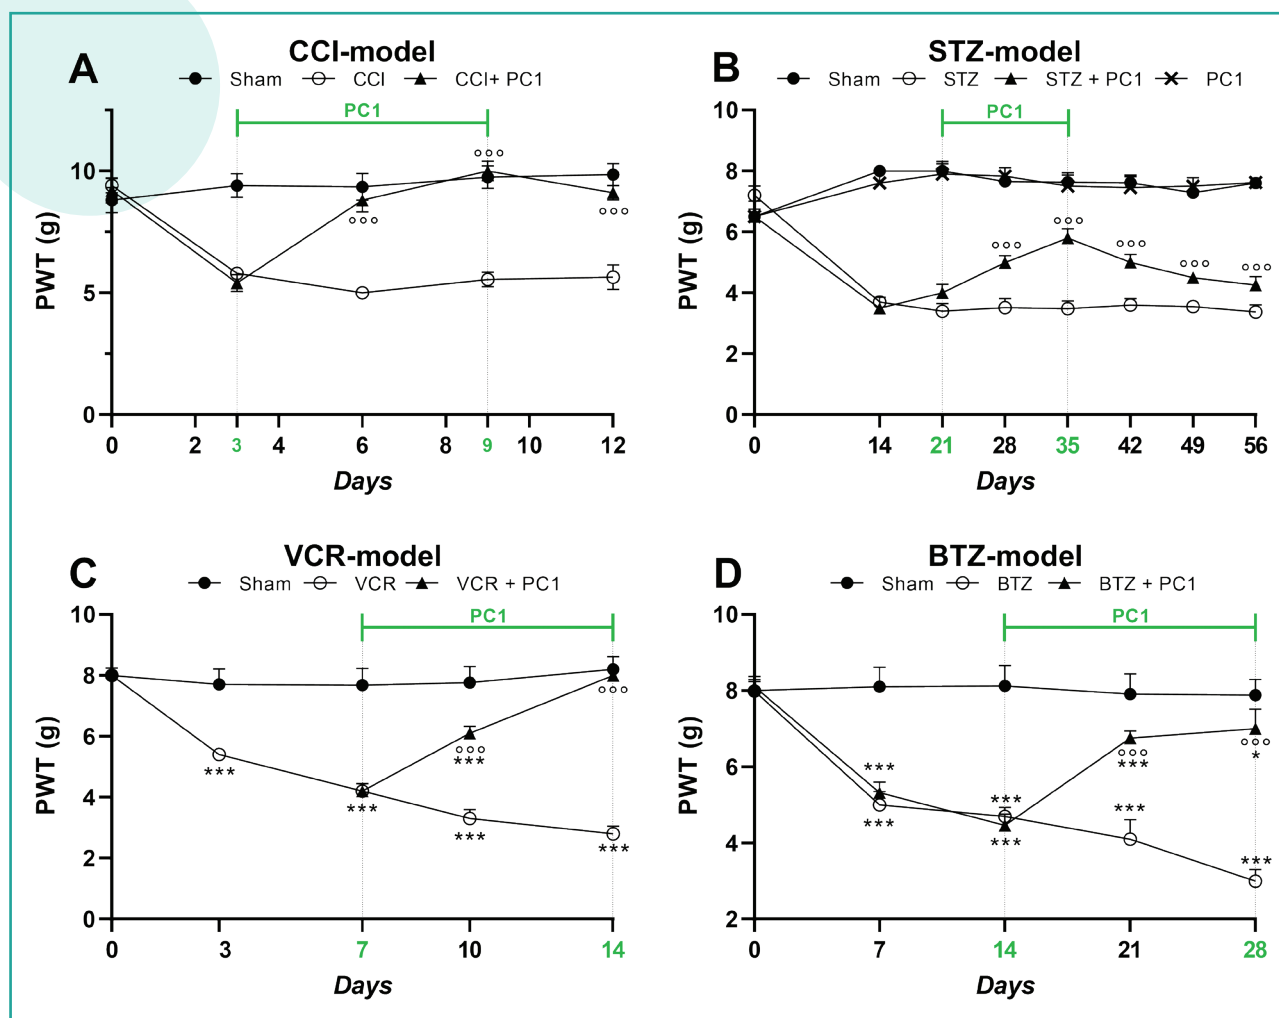 A
CCI-model
Sham CCI CCI+ PC1
PC1
10
5
0
PWT (g)
0 2 3 4 6 8 9 10 12
Days
°°°
°°°
°°°
B
STZ-model
Sham STZ STZ + PC1 PC1
PC1
10
8
6
4
2
0
PWT (g)
0 14 21 28 35 42 49 56
Days
°°° °°° °°° °°° °°°
C
VCR-model
Sham VCR VCR + PC1
PC1
10
8
6
4
2
0
PWT (g)
0 3 7 10 14
Days
°°°
°°°
***
***
***
***
***
D
BTZ-model
Sham BTZ BTZ + PC1
PC1
10
8
6
4
2
PWT (g)
0 7 14 21 28
Days
°°°
*
°°°
***
***
***
***
***
***
***